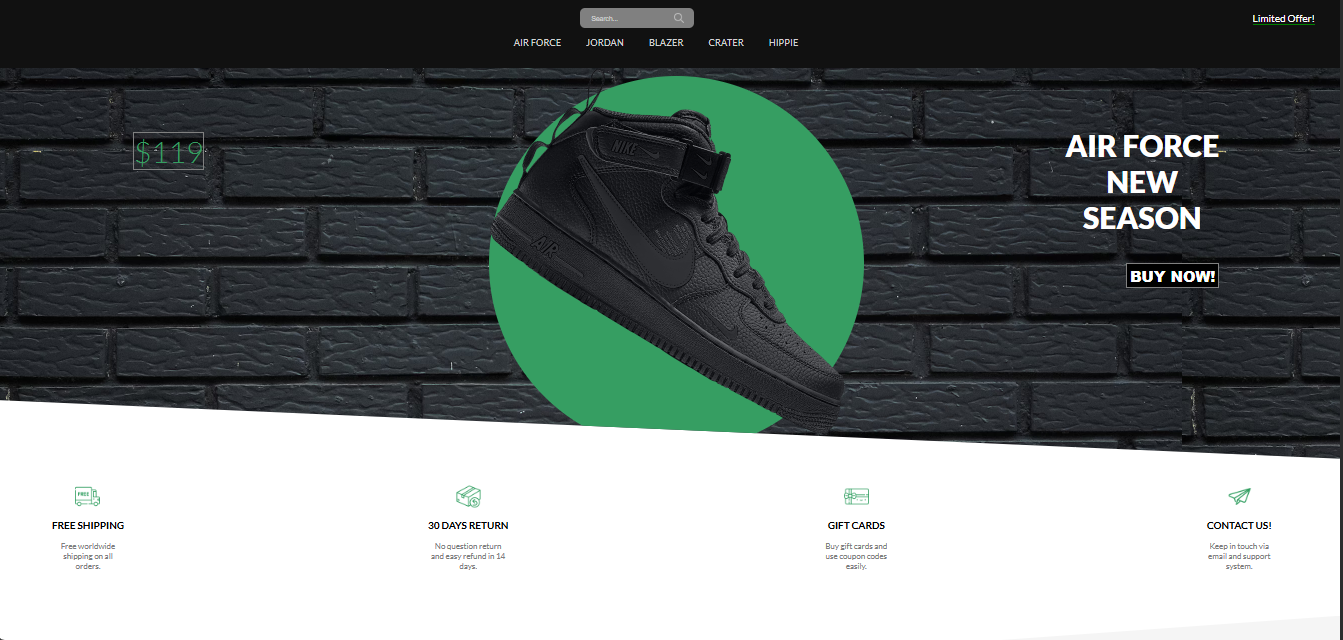 Search...
Limited Offer!
AIR FORCE JORDAN BLAZER CRATER HIPPIE
$119
NIKE
AIR
AIR FORCE
NEW
SEASON
BUY NOW!
FREE
FREE SHIPPING
Free worldwide
shipping on all
orders.
30 DAYS RETURN
No question return
and easy refund in 14
days.
GIFT CARDS
Buy gift cards and
use coupon codes
easily.
CONTACT US!
Keep in touch via
email and support
system.